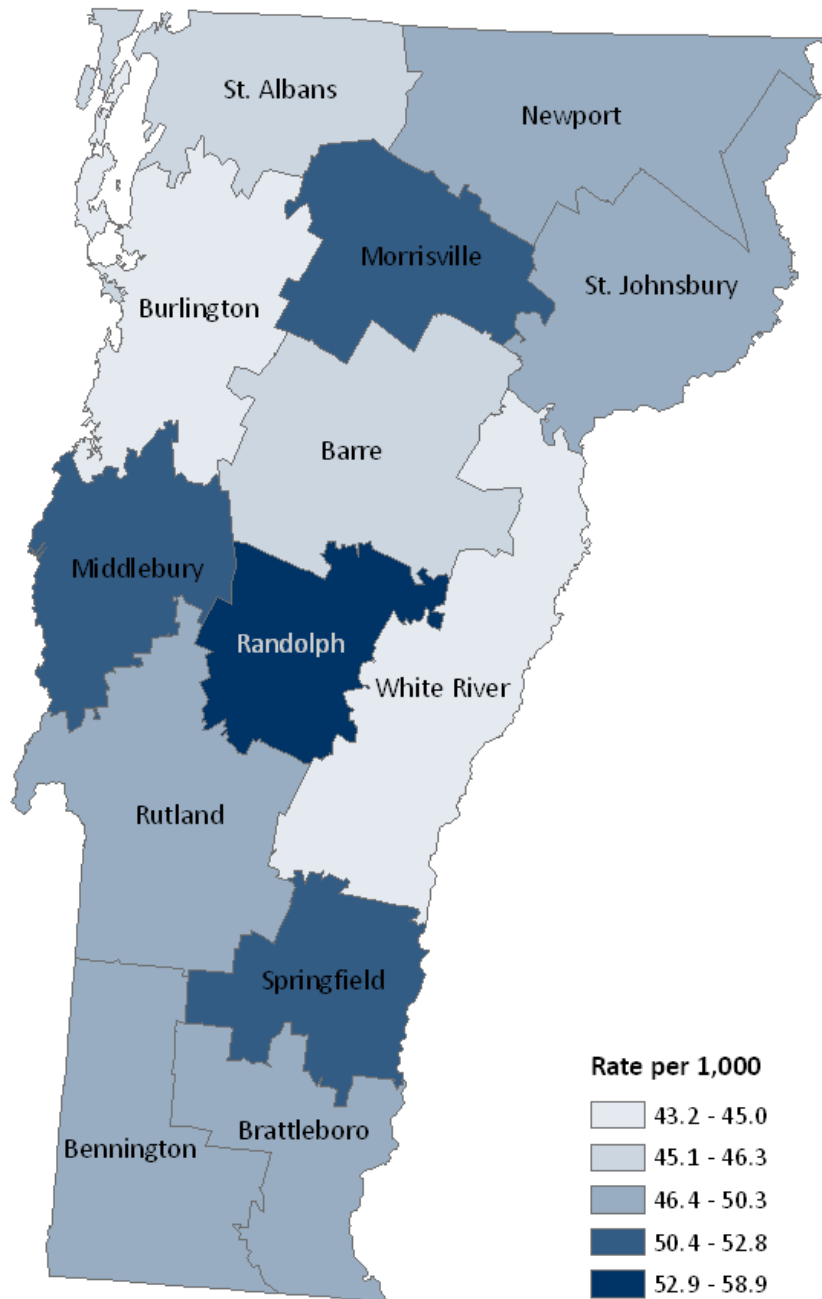 St. Albans
Newport
Morrisville
St. Johnsbury
Burlington
Barre
Middlebury
Randolph
White River
Rutland
Springfield
Brattleboro
Bennington
Rate per 1,000
43.2 - 45.0
45.1 - 46.3
46.4 - 50.3
50.4 - 52.8
52.9 - 58.9